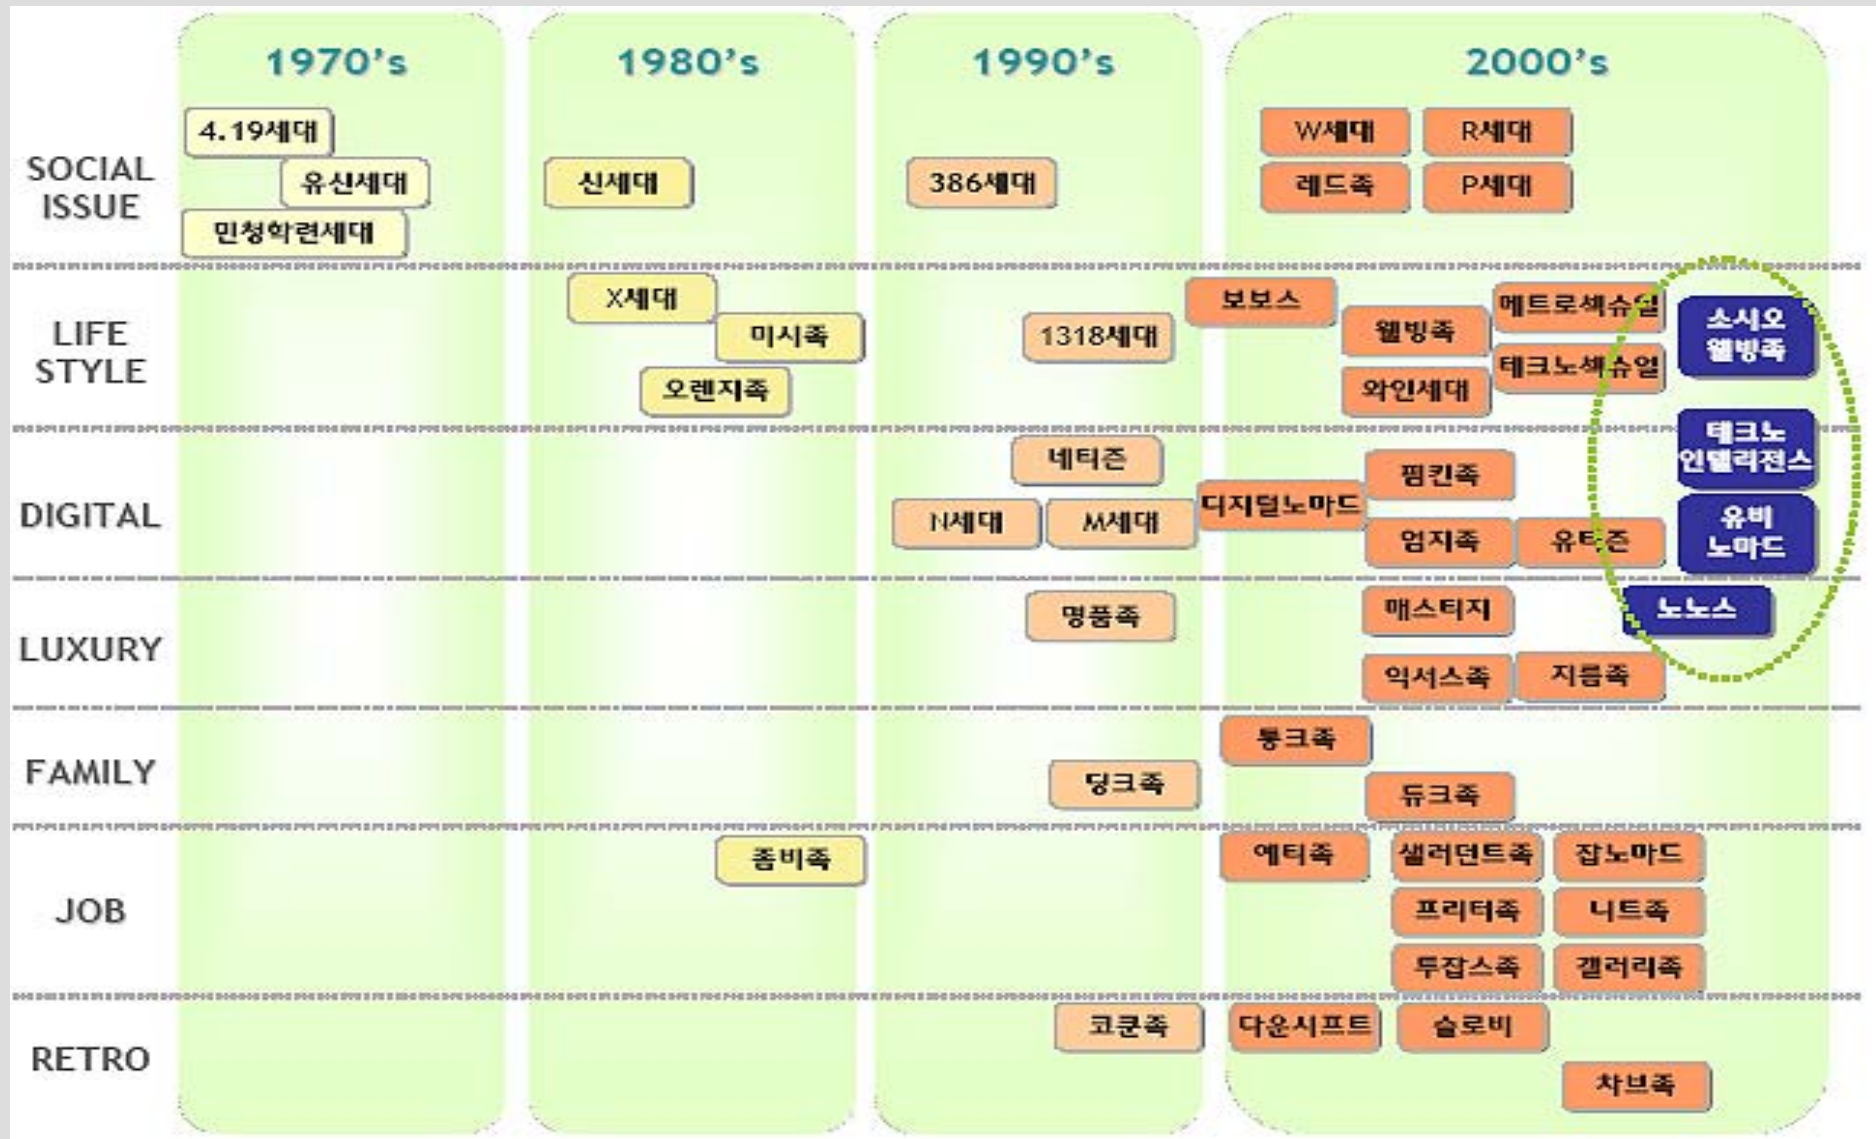 1970's
1980's
1990's
2000's
SOCIAL
ISSUE
4.19세대
유신세대
민청학련세대
신세대
386세대
W세대
R세대
레드족
P세대
LIFE
STYLE
X세대
미시족
오렌지족
1318세대
보보스
웰빙족
와인세대
메트로섹슈얼
테크노섹슈얼
소시오
웰빙족
DIGITAL
네티즌
N세대
M세대
디지털노마드
핌킨족
엄지족
유티즌
테크노
인텔리전스
유비
노마드
LUXURY
명품족
매스티지
익서스족
지름족
노노스
FAMILY
딩크족
통크족
듀크족
JOB
좀비족
예티족
샐러던트족
잡노마드
프리터족
니트족
투잡스족
갤러리족
RETRO
코쿤족
다운시프트
슬로비
차브족